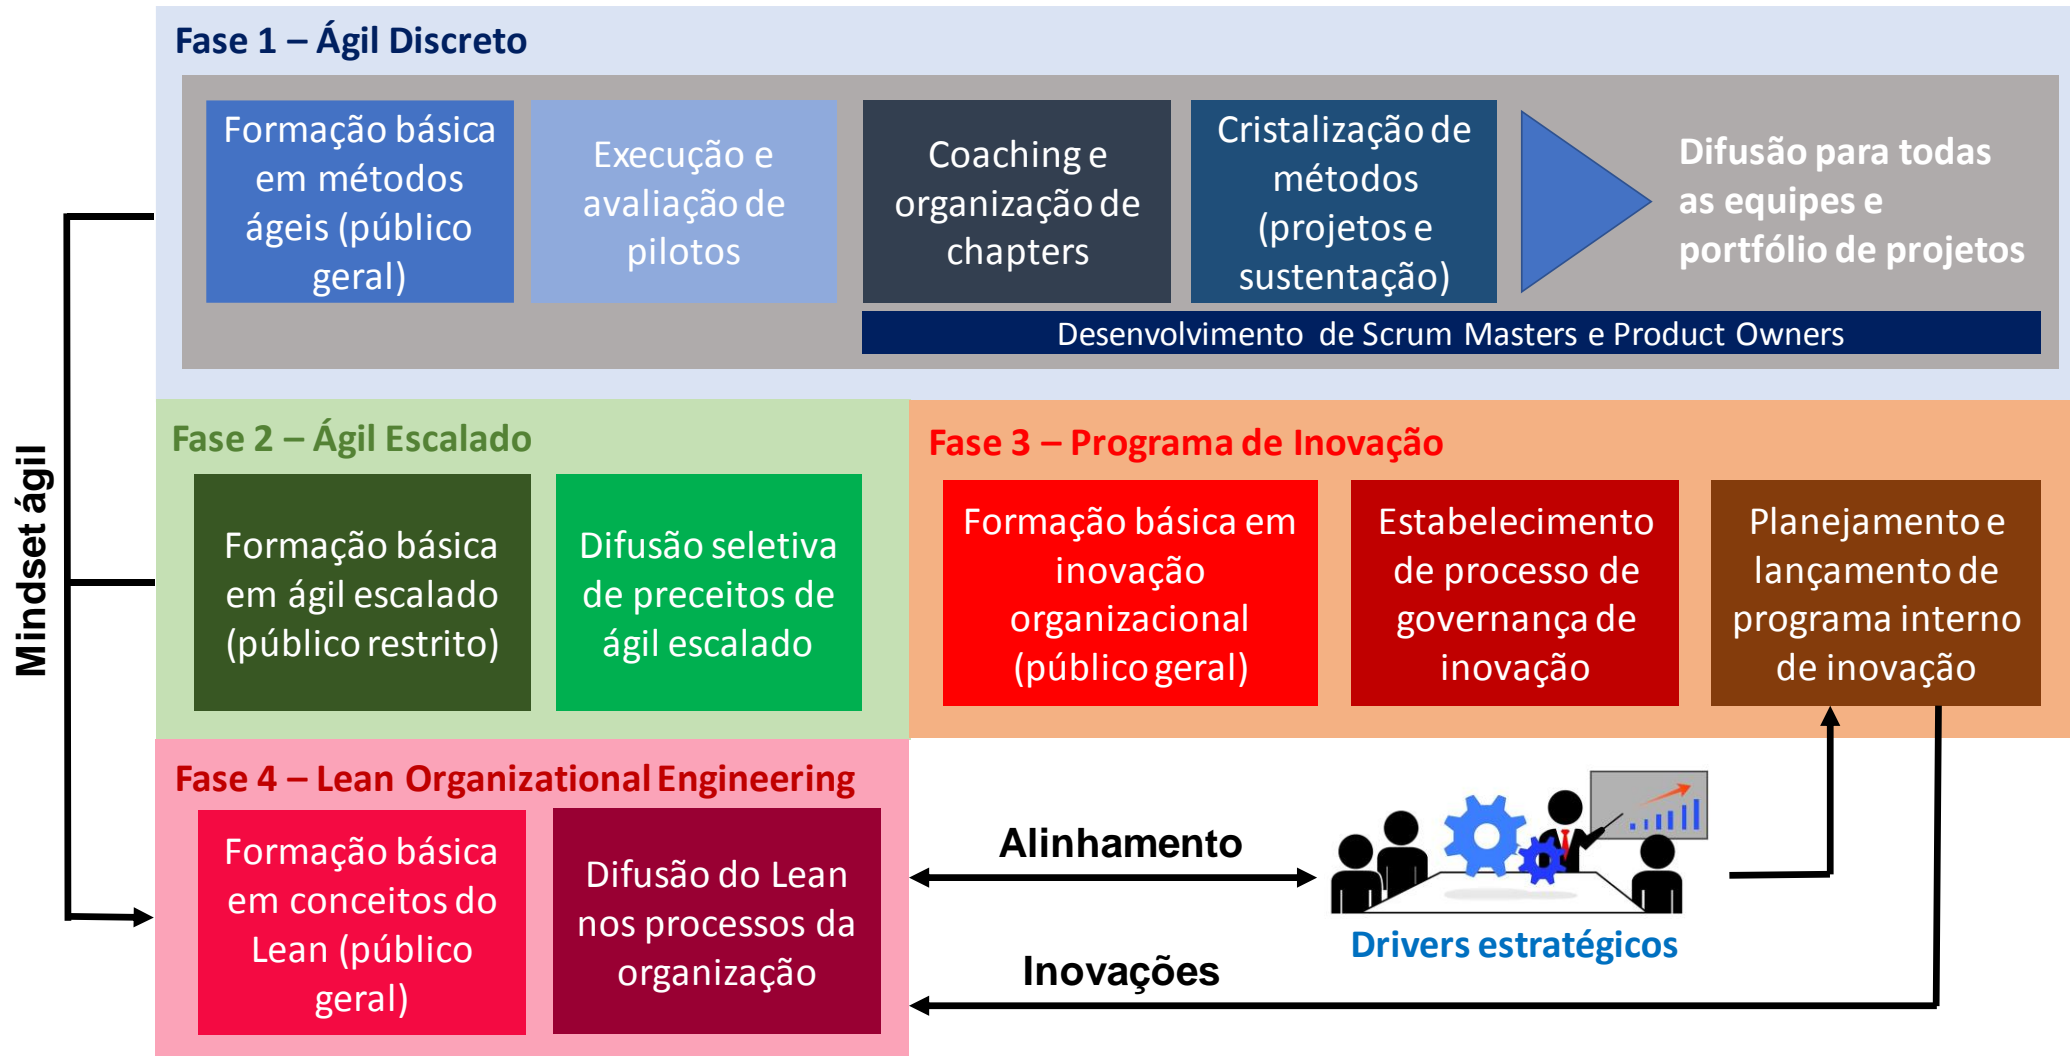 Fase 1 – Ágil Discreto
Formação básica
em métodos
ágeis (público
geral)
Execução e
avaliação de
pilotos
Coaching e
organização de
chapters
Cristalização de
métodos
(projetos e
sustentação)
Difusão para todas
as equipes e
portfólio de projetos
Desenvolvimento de Scrum Masters e Product Owners
Mindset ágil
Fase 2 – Ágil Escalado
Formação básica
em ágil escalado
(público restrito)
Difusão seletiva
de preceitos de
ágil escalado
Fase 3 – Programa de Inovação
Formação básica em
inovação
organizacional
(público geral)
Estabelecimento
de processo de
governança de
inovação
Planejamento e
lançamento de
programa interno
de inovação
Fase 4 – Lean Organizational Engineering
Formação básica
em conceitos do
Lean (público
geral)
Difusão do Lean
nos processos da
organização
Alinhamento
Drivers estratégicos
Inovações